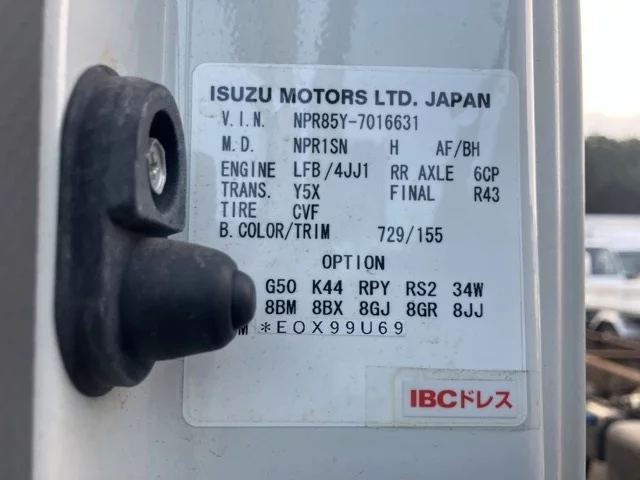 ISUZU MOTORS LTD. JAPAN
V.I.N. NPR85Y-7016631
M.D. NPR1SN H AF/BH
ENGINE LFB/4JJ1 RR AXLE 6CP
TRANS. Y5X FINAL R43
TIRE CVF
B.COLOR/TRIM 729/155
OPTION
G50 K44 RPY RS2 34W
8BM 8BX 8GJ 8GR 8JJ
M *EOX99U69
IBCドレス